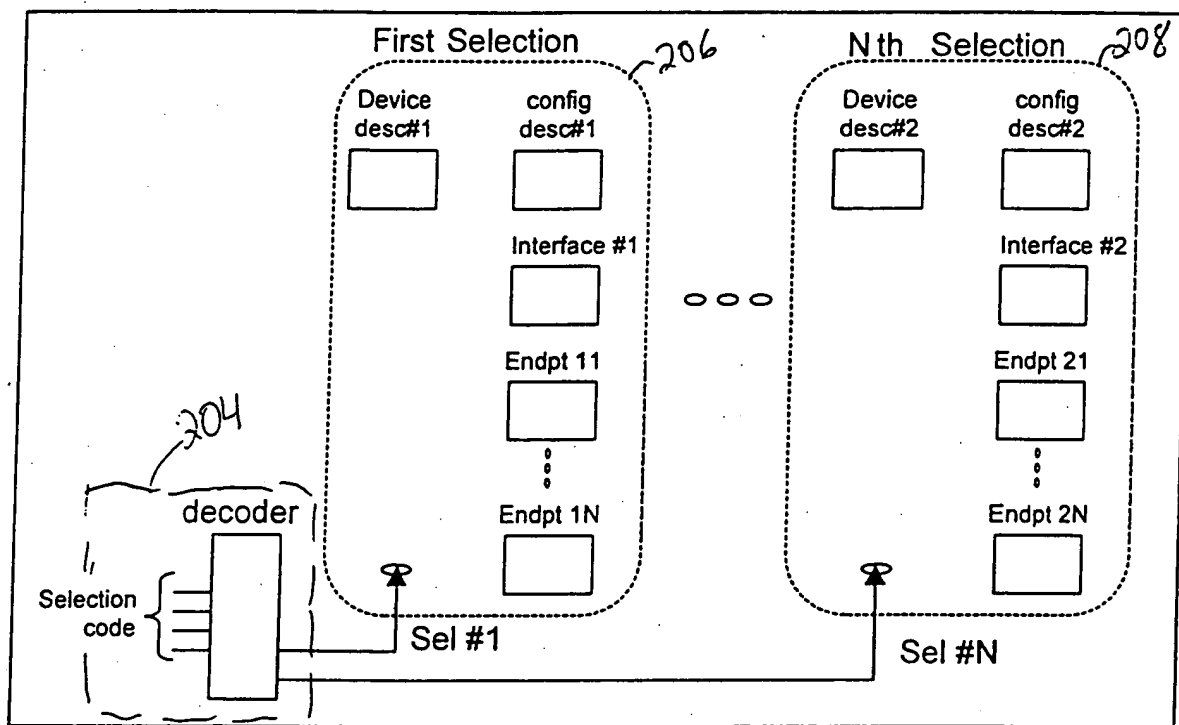 First Selection
206
Device desc#1
config desc#1
Interface #1
Endpt 11
Endpt 1N
Sel #1
Nth Selection
208
Device desc#2
config desc#2
Interface #2
Endpt 21
Endpt 2N
Sel #N
204
decoder
Selection code